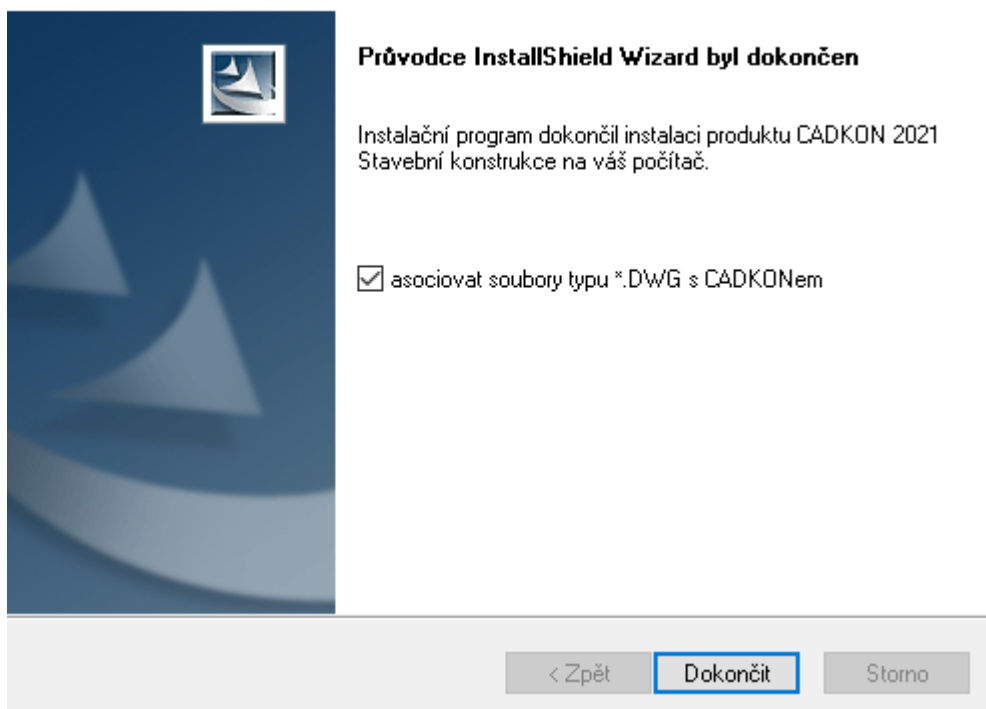 Průvodce InstallShield Wizard byl dokončen
Instalační program dokončil instalaci produktu CADKON 2021
Stavební konstrukce na váš počítač.
asociovat soubory typu *.DWG s CADKONem
< Zpět
Dokončit
Storno